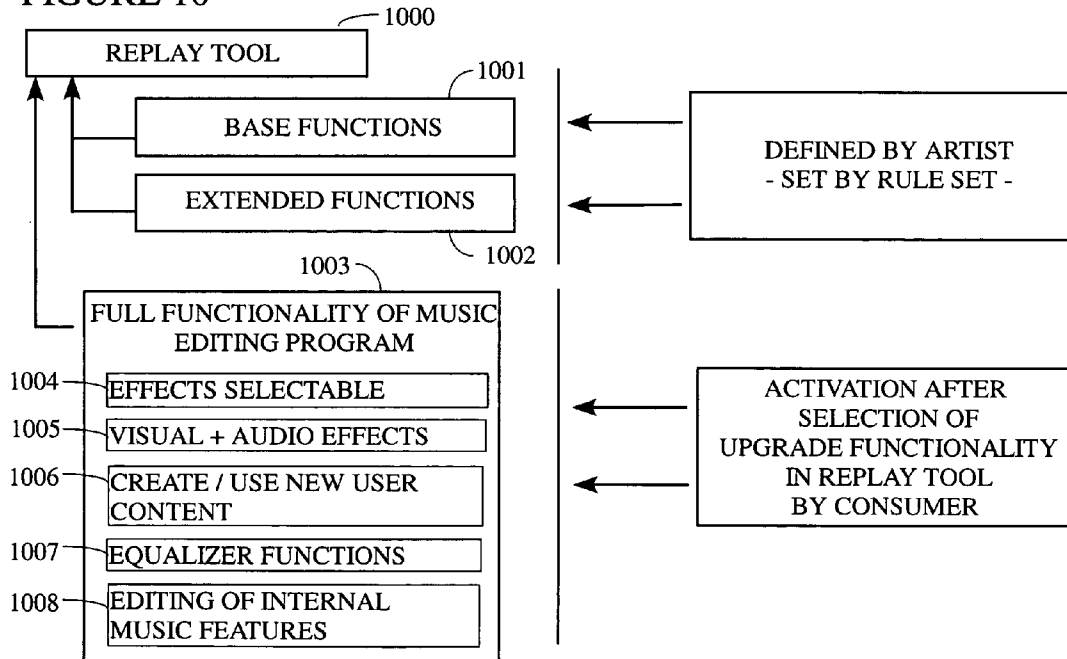 FIGURE 10
1000
REPLAY TOOL
1001
BASE FUNCTIONS
EXTENDED FUNCTIONS
1002
DEFINED BY ARTIST
- SET BY RULE SET -
1003
FULL FUNCTIONALITY OF MUSIC
EDITING PROGRAM
1004
EFFECTS SELECTABLE
1005
VISUAL + AUDIO EFFECTS
1006
CREATE / USE NEW USER
CONTENT
1007
EQUALIZER FUNCTIONS
1008
EDITING OF INTERNAL
MUSIC FEATURES
ACTIVATION AFTER
SELECTION OF
UPGRADE FUNCTIONALITY
IN REPLAY TOOL
BY CONSUMER